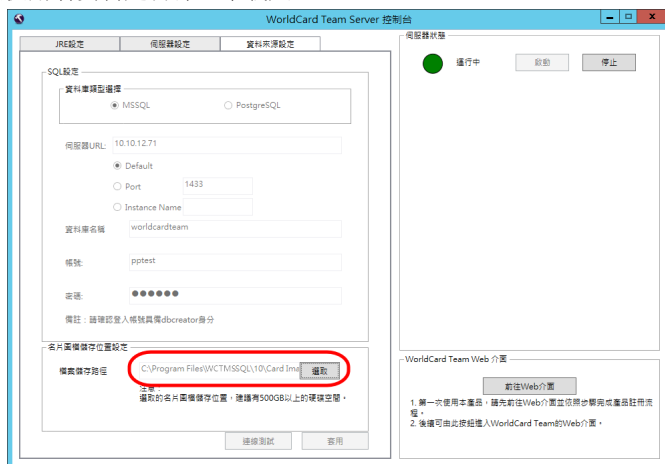 WorldCard Team Server 控制台
JRE設定
伺服器設定
資料來源設定
SQL設定
資料庫類型選擇
MSSQL
PostgreSQL
伺服器URL:
10.10.12.71
Default
Port
1433
Instance Name
資料庫名稱
worldcardteam
帳號:
pptest
密碼:
備註：請確認登入帳號具備dbcreator身分
名片圖檔儲存位置設定
檔案儲存路徑
C:\Program Files\WCTMSSQL\10\Card Ima
選取
注意：
選取的名片圖檔儲存位置，建議有500GB以上的硬碟空間。
連線測試
套用
伺服器狀態
運行中
啟動
停止
WorldCard Team Web 介面
前往Web介面
1. 第一次使用本產品，請先前往Web介面並依照步驟完成產品註冊流
程。
2. 後續可由此按鈕進入WorldCard Team的Web介面。